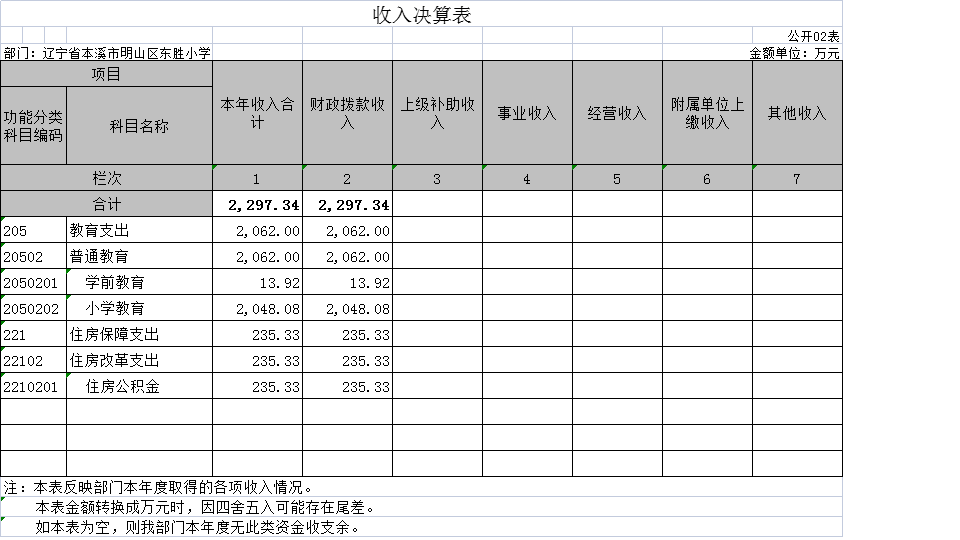 收入决算表
公开02表
部门：辽宁省本溪市明山区东胜小学 金额单位：万元
项目 本年收入合计 财政拨款收入 上级补助收入 事业收入 经营收入 附属单位上缴收入 其他收入
功能分类科目编码 科目名称
栏次 1 2 3 4 5 6 7
合计 2,297.34 2,297.34
205 教育支出 2,062.00 2,062.00
20502 普通教育 2,062.00 2,062.00
2050201 学前教育 13.92 13.92
2050202 小学教育 2,048.08 2,048.08
221 住房保障支出 235.33 235.33
22102 住房改革支出 235.33 235.33
2210201 住房公积金 235.33 235.33
注：本表反映部门本年度取得的各项收入情况。
本表金额转换成万元时，因四舍五入可能存在尾差。
如本表为空，则我部门本年度无此类资金收支余。